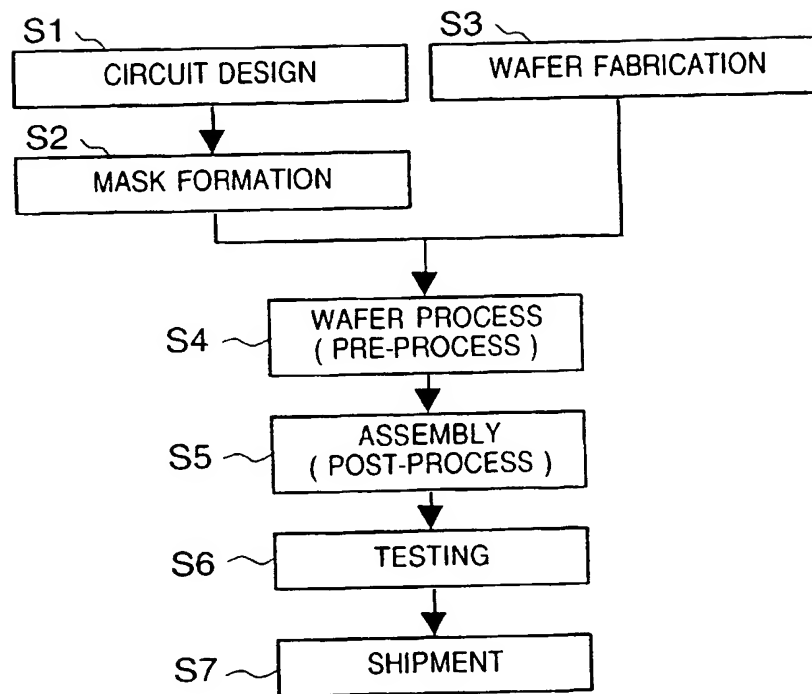 S1
CIRCUIT DESIGN
S3
WAFER FABRICATION
S2
MASK FORMATION
S4
WAFER PROCESS
( PRE-PROCESS )
S5
ASSEMBLY
( POST-PROCESS )
S6
TESTING
S7
SHIPMENT